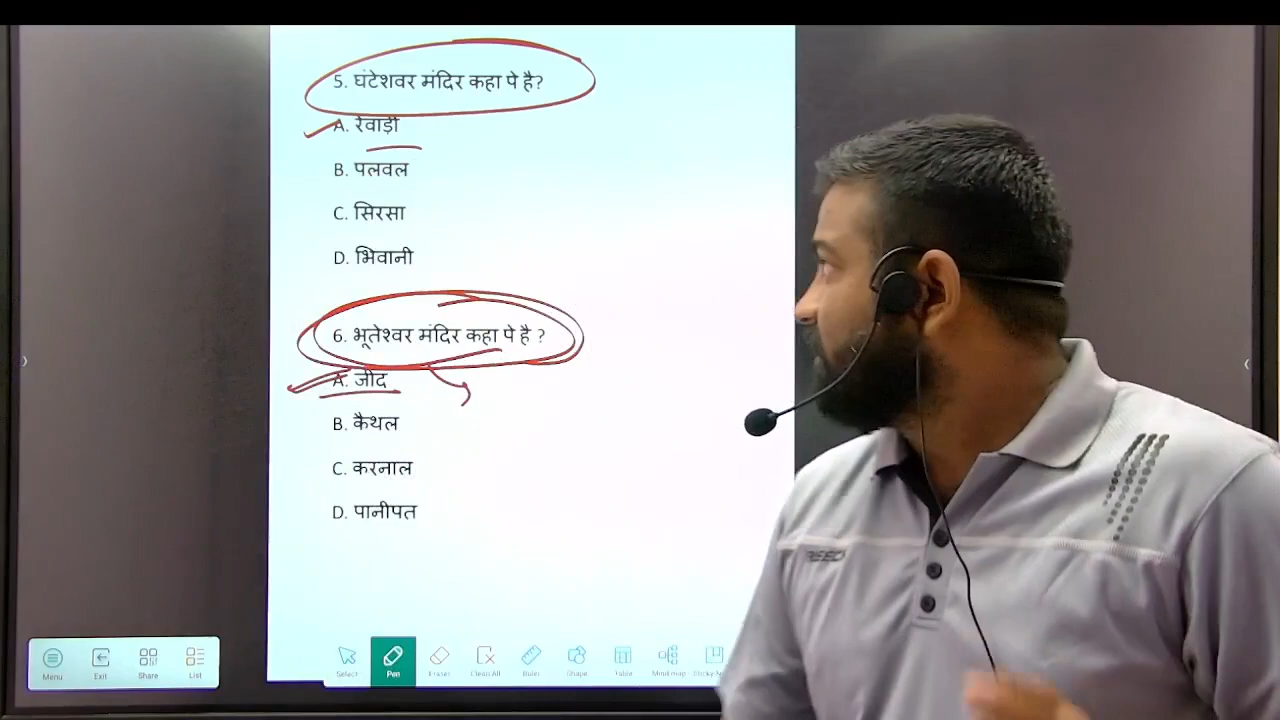 5. घंटेशवर मंदिर कहा पे है?
A. रेवाड़ी
B. पलवल
C. सिरसा
D. भिवानी
6. भूतेश्वर मंदिर कहा पे है ?
A. जींद
B. कैथल
C. करनाल
D. पानीपत
Menu Exit Share List
Select Pen Eraser Clear All Ruler Shape Table Mind map